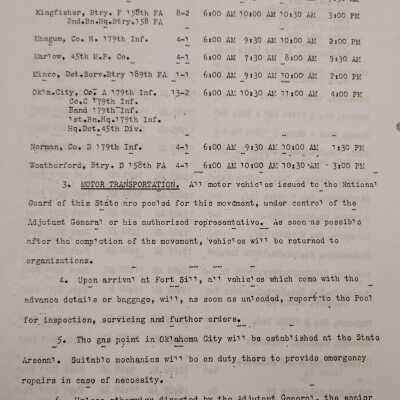 Kingfisher, Btry. F 158th FA 8-2 6:00 AM 10:00 AM 10:30 AM 3:00 PM
2nd.Bn.Hq.Btry.158 FA
Mangum, Co. H. 179th Inf. 4-1 6:00 AM 9:30 AM 10:00 AM 2:00 PM
Marlow, 45th M.P. Co. 4-1 6:00 AM 7:30 AM 8:00 AM 9:30 AM
Minco, Det.Serv.Btry 189th FA 1-1 6:00 AM 9:30 AM 10:00 AM 2:00 PM
Okla.City, Co. A 179th Inf. 13-2 6:00 AM 10:30 AM 11:00 AM 4:00 PM
Co.C 179th Inf.
Band 179th Inf.
1st.Bn.Hq.179th Inf.
Hq.Det.45th Div.
Norman, Co. D 179th Inf. 4-1 6:00 AM 9:30 AM 10:00 AM 1:30 PM
Weatherford, Btry. D 158th FA 4-1 6:00 AM 10:00 AM 10:30 AM 3:00 PM
3. MOTOR TRANSPORTATION. All motor vehicles issued to the National
Guard of this State are pooled for this movement, under control of the
Adjutant General or his authorized representative. As soon as possible
after the completion of the movement, vehicles will be returned to
organizations.
4. Upon arrival at Fort Sill, all vehicles which come with the
advance details or baggage, will, as soon as unloaded, report to the Pool
for inspection, servicing and further orders.
5. The gas point in Oklahoma City will be established at the State
Arsenal. Suitable mechanics will be on duty there to provide emergency
repairs in case of necessity.
6. Unless otherwise directed by the Adjutant General, the senior